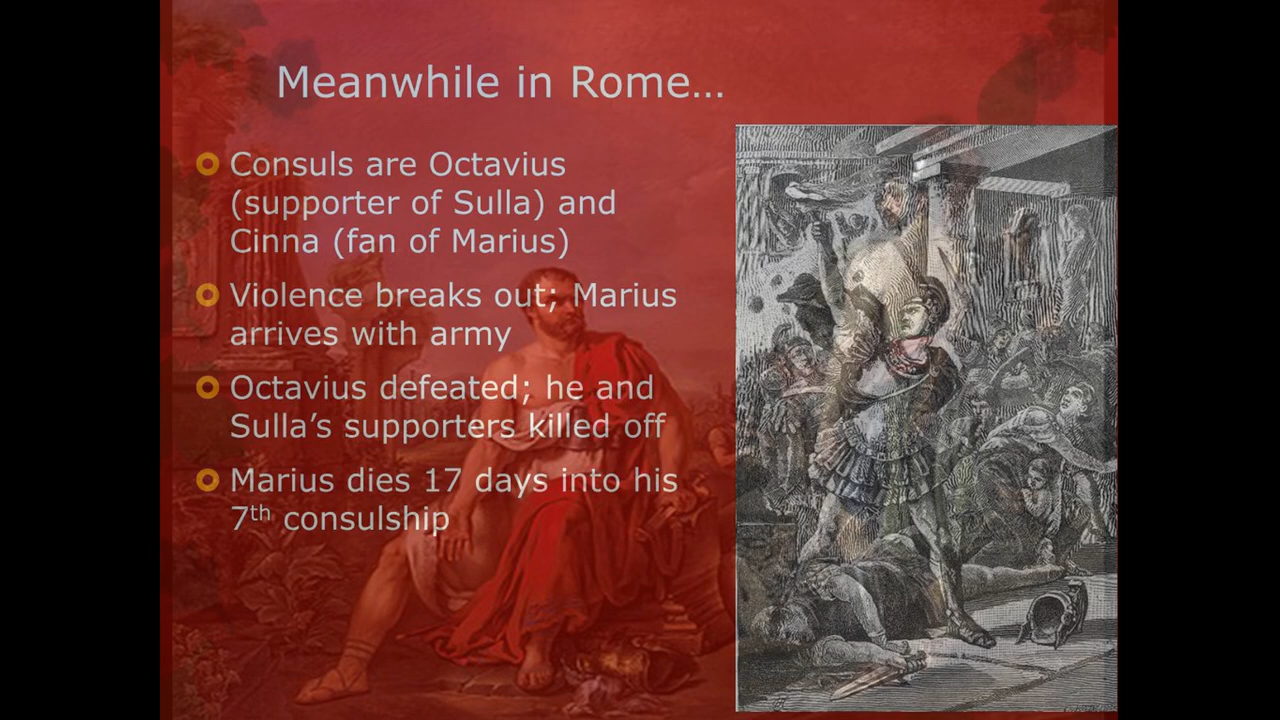 Meanwhile in Rome…
Consuls are Octavius
(supporter of Sulla) and
Cinna (fan of Marius)
Violence breaks out; Marius
arrives with army
Octavius defeated; he and
Sulla’s supporters killed off
Marius dies 17 days into his
7th consulship